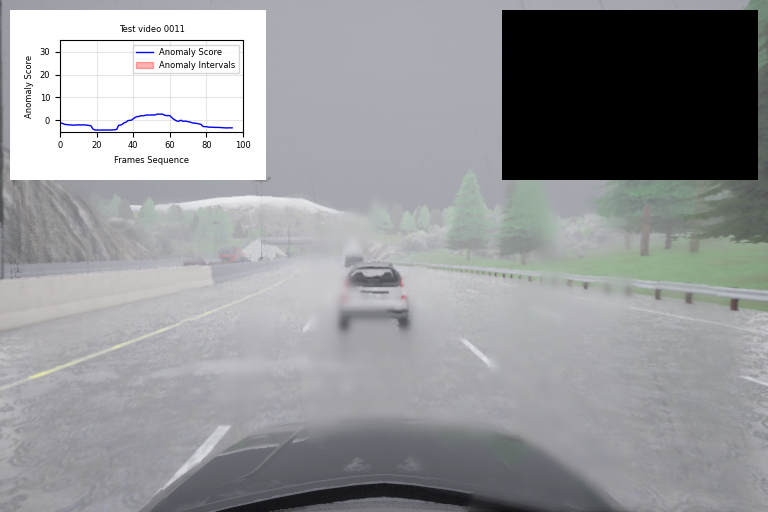 Test video 0011
Anomaly Score
Anomaly Intervals
Anomaly Score
30
20
10
0
0 20 40 60 80 100
Frames Sequence